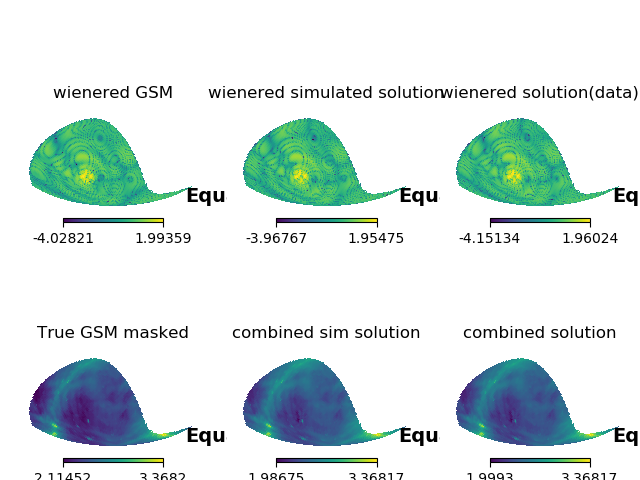 wienered GSM
wienered simulated solution
wienered solution(data)
Equ
Equ
Eq
-4.02821 1.99359
-3.96767 1.95475
-4.15134 1.96024
True GSM masked
combined sim solution
combined solution
Equ
Equ
Eq
2.11452 3.3682
1.98675 3.36817
1.9993 3.36817